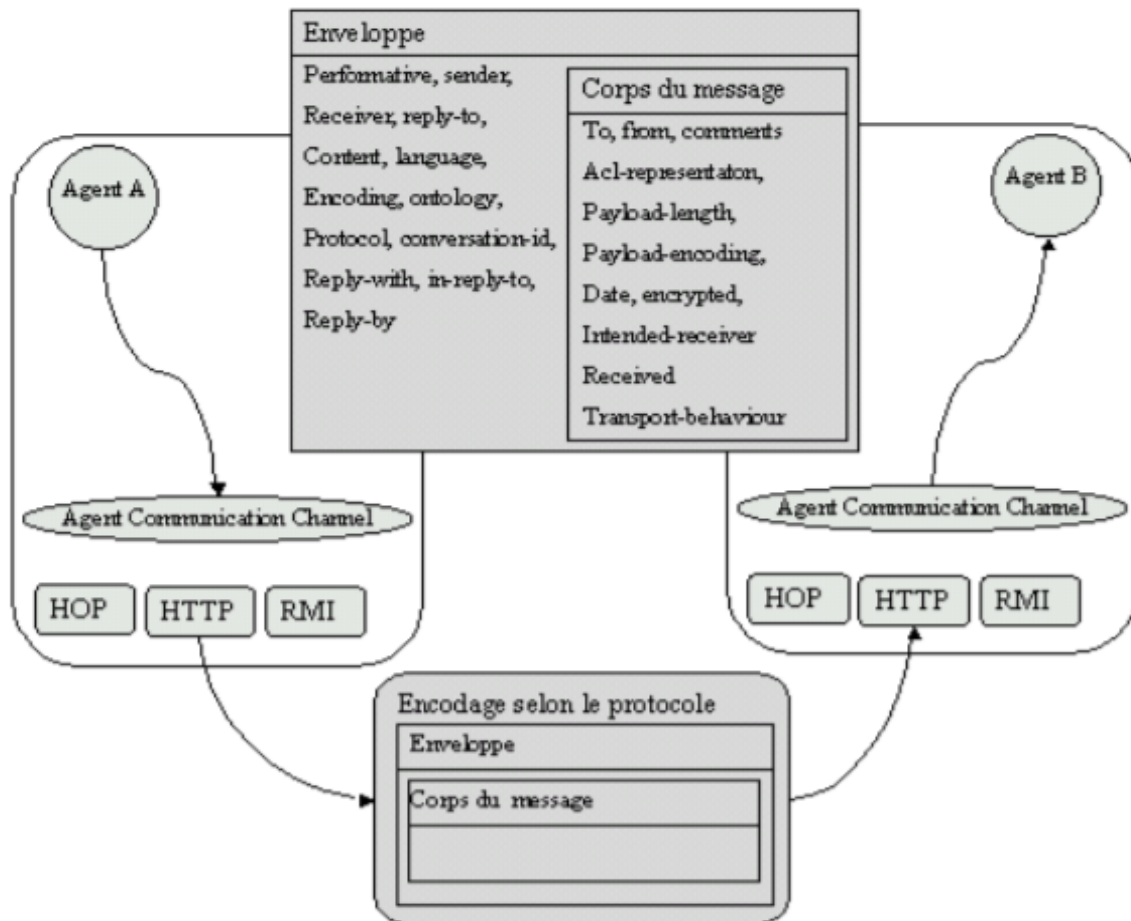 Enveloppe
Performative, sender,
Receiver, reply-to,
Content, language,
Encoding, ontology,
Protocol, conversation-id,
Reply-with, in-reply-to,
Reply-by
Corps du message
To, from, comments
Acl-representaton,
Payload-length,
Payload-encoding,
Date, encrypted,
Intended-receiver
Received
Transport-behaviour
Agent A
Agent B
Agent Communication Channel
Agent Communication Channel
HOP
HTTP
RMI
HOP
HTTP
RMI
Encodage selon le protocole
Enveloppe
Corps du message